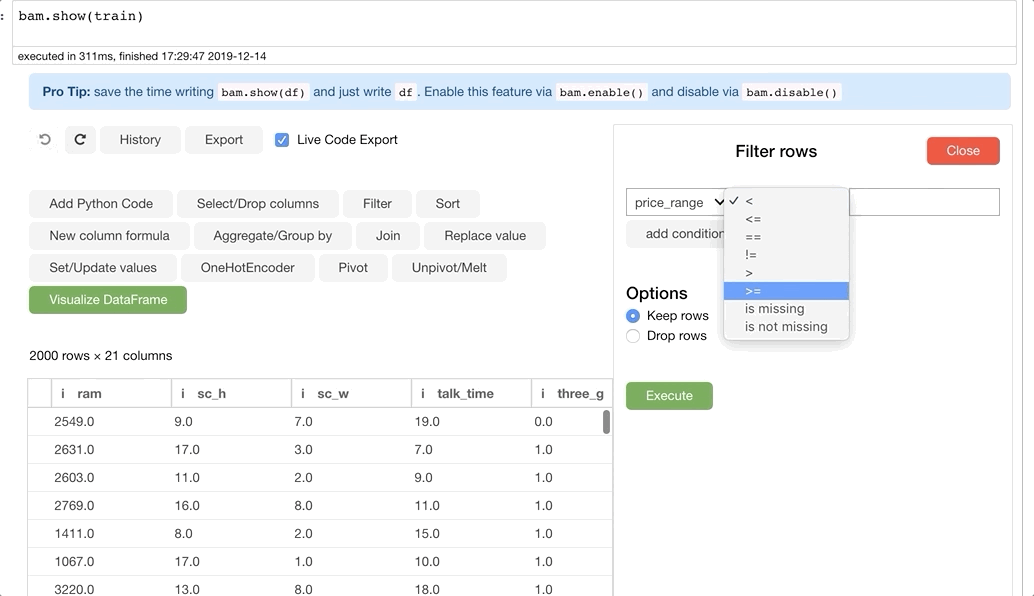 : bam.show(train)
executed in 311ms, finished 17:29:47 2019-12-14
Pro Tip: save the time writing bam.show(df) and just write df . Enable this feature via bam.enable() and disable via bam.disable()
History Export Live Code Export
Add Python Code Select/Drop columns Filter Sort
New column formula Aggregate/Group by Join Replace value
Set/Update values OneHotEncoder Pivot Unpivot/Melt
Visualize DataFrame
2000 rows × 21 columns
i ram i sc_h i sc_w i talk_time i three_g
2549.0 9.0 7.0 19.0 0.0
2631.0 17.0 3.0 7.0 1.0
2603.0 11.0 2.0 9.0 1.0
2769.0 16.0 8.0 11.0 1.0
1411.0 8.0 2.0 15.0 1.0
1067.0 17.0 1.0 10.0 1.0
3220.0 13.0 8.0 18.0 1.0
Filter rows Close
price_range
<
<=
==
!=
>
>=
is missing
is not missing
add condition
Options
Keep rows
Drop rows
Execute